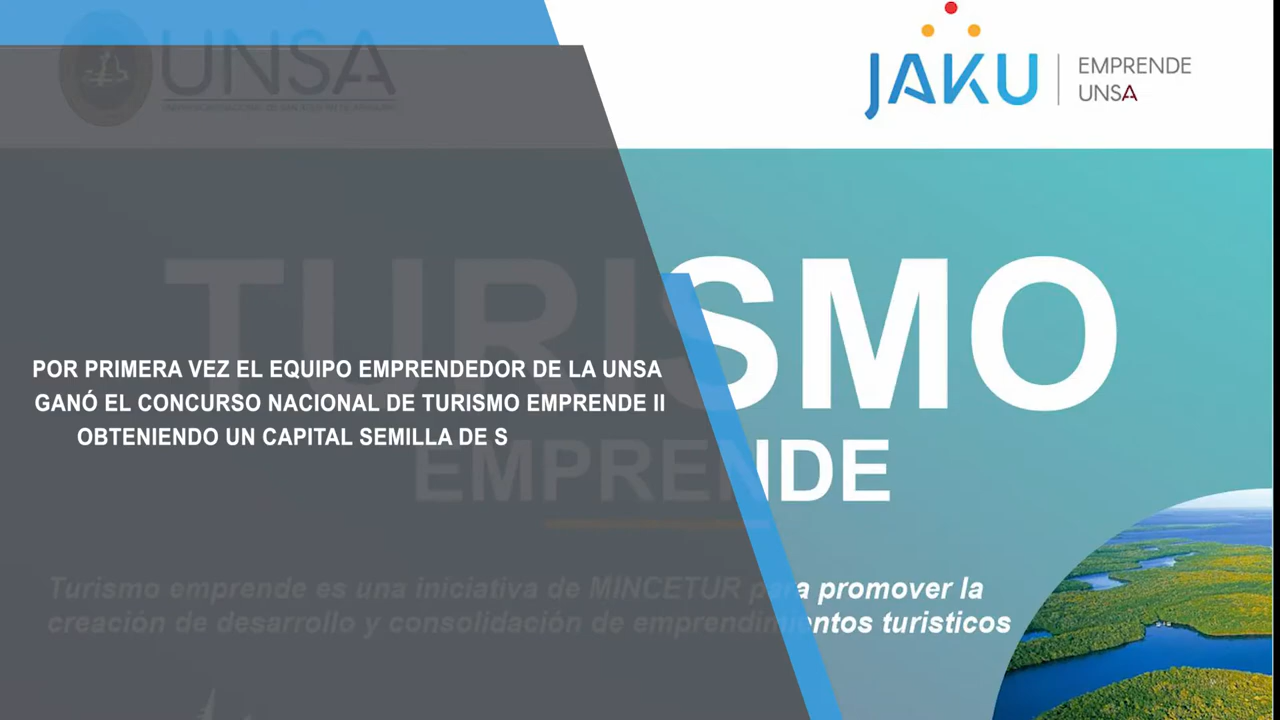 UNSA
JAKU
EMPRENDE
UNSA
TURISMO
POR PRIMERA VEZ EL EQUIPO EMPRENDEDOR DE LA UNSA
GANÓ EL CONCURSO NACIONAL DE TURISMO EMPRENDE II
OBTENIENDO UN CAPITAL SEMILLA DE S
EMPRENDE
Turismo emprende es una iniciativa de MINCETUR para promover la
creación de desarrollo y consolidación de emprendimientos turisticos